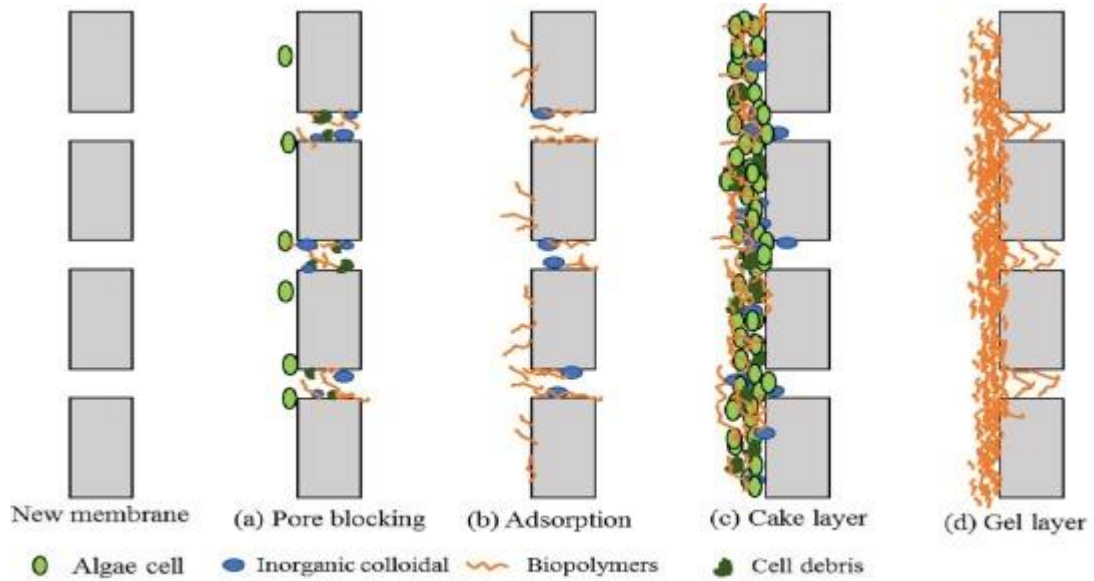 New membrane (a) Pore blocking (b) Adsorption (c) Cake layer (d) Gel layer
Algae cell Inorganic colloidal Biopolymers Cell debris